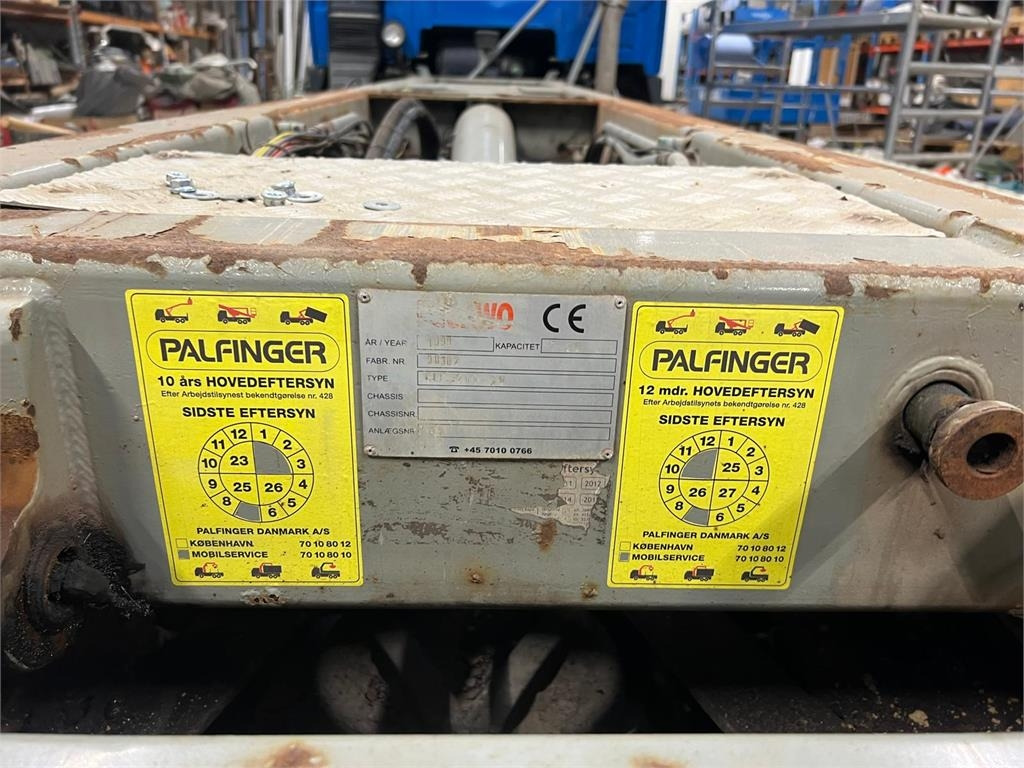 PALFINGER
10 års HOVEDEFTERSYN
Efter Arbejdstilsynest bekendtgørelse nr. 428
SIDSTE EFTERSYN
12 1 2 3 4 5 6 8 9 10 11
23
25 26
PALFINGER DANMARK A/S
KØBENHAVN 70 10 80 12
MOBILSERVICE 70 10 80 10
CE
ÅR / YEAR KAPACITET
FABR. NR.
TYPE
CHASSIS
CHASSISNR.
ANLÆGSNR
☎ +45 7010 0766
2012
PALFINGER
12 mdr. HOVEDEFTERSYN
Efter Arbejdstilsynets bekendtgørelse nr. 428
SIDSTE EFTERSYN
12 1 2 3 4 5 6 8 9 10 11
25
26 27
PALFINGER DANMARK A/S
KØBENHAVN 70 10 80 12
MOBILSERVICE 70 10 80 10